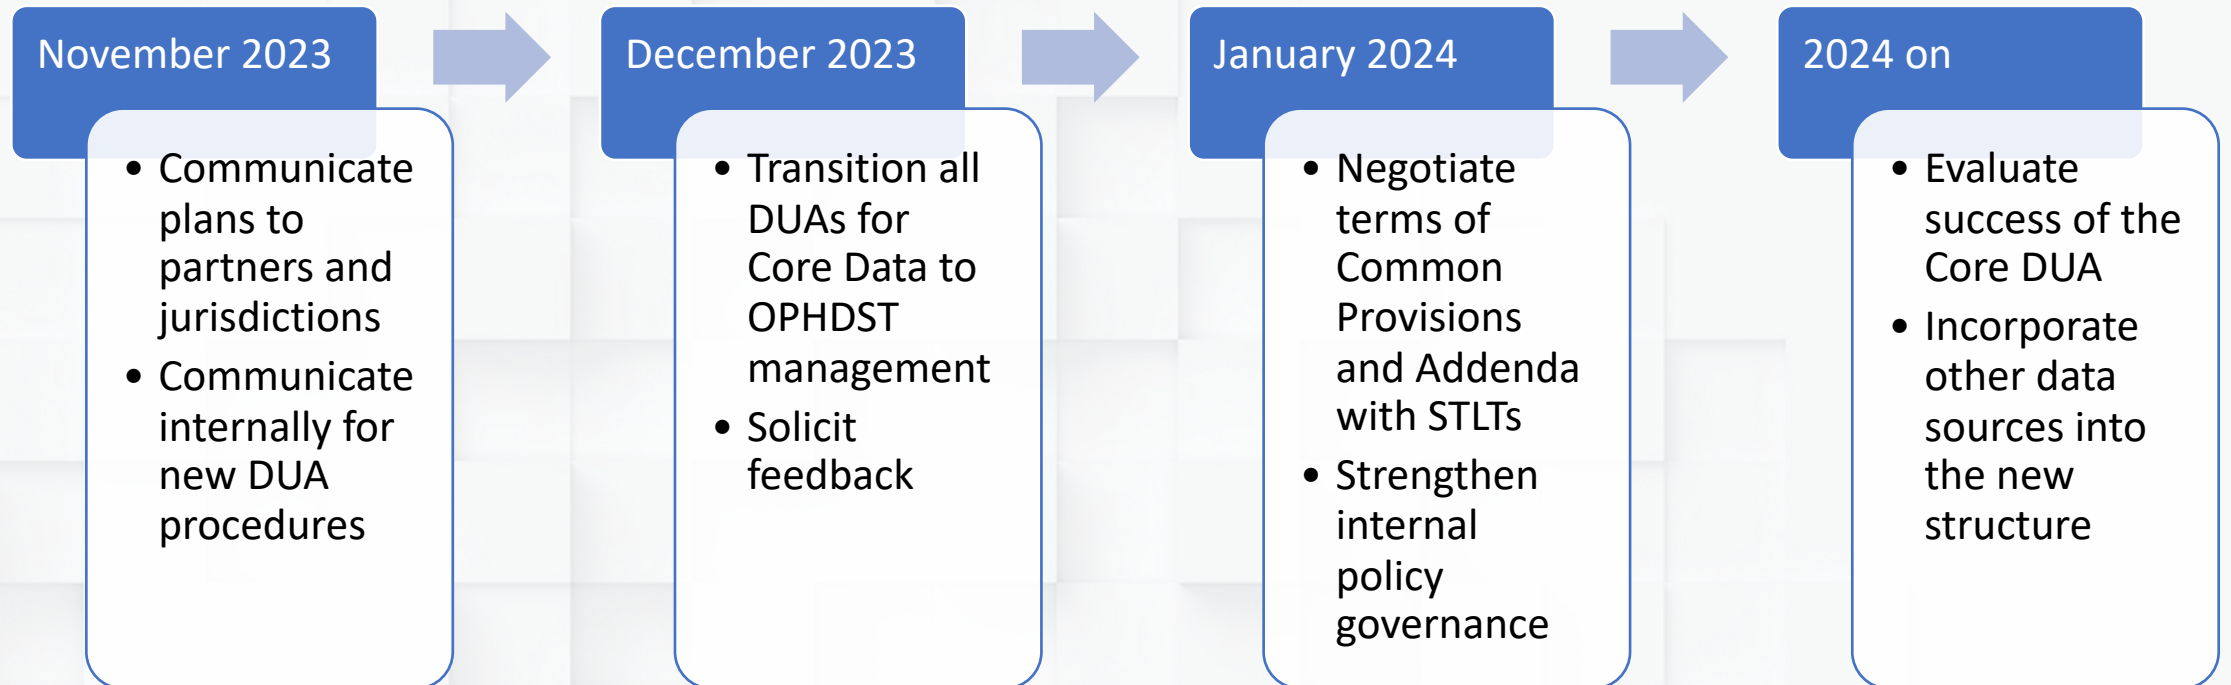 November 2023
• Communicate
plans to
partners and
jurisdictions
• Communicate
internally for
new DUA
procedures
December 2023
• Transition all
DUAs for
Core Data to
OPHDST
management
• Solicit
feedback
January 2024
• Negotiate
terms of
Common
Provisions
and Addenda
with STLTs
• Strengthen
internal
policy
governance
2024 on
• Evaluate
success of the
Core DUA
• Incorporate
other data
sources into
the new
structure